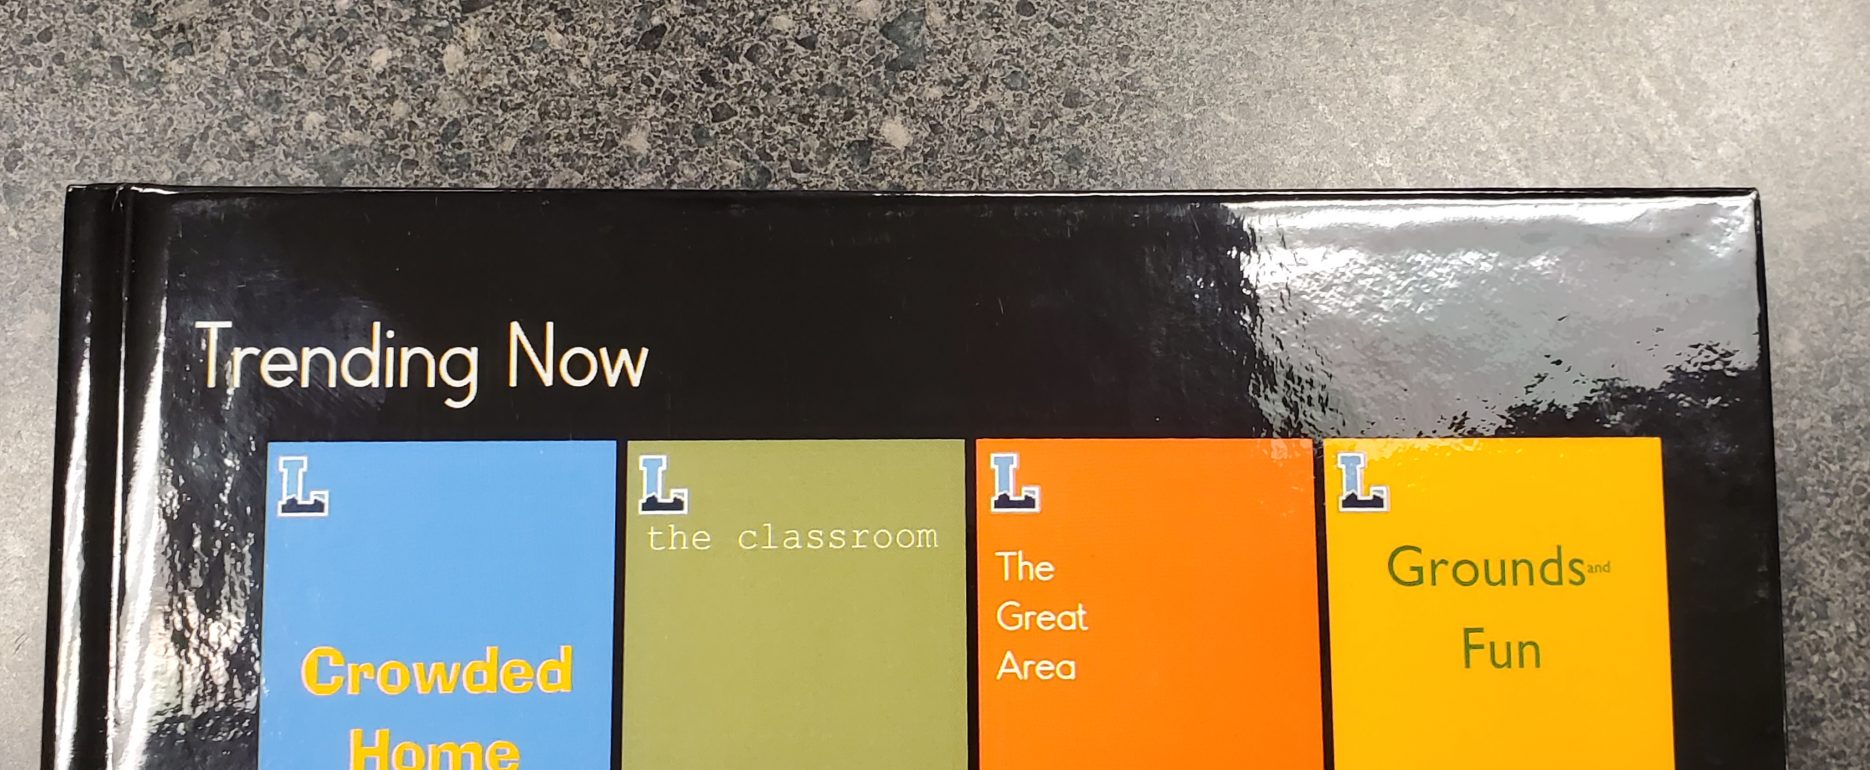 Trending Now
L
Crowded
Home
L
the classroom
L
The
Great
Area
L
Grounds and
Fun